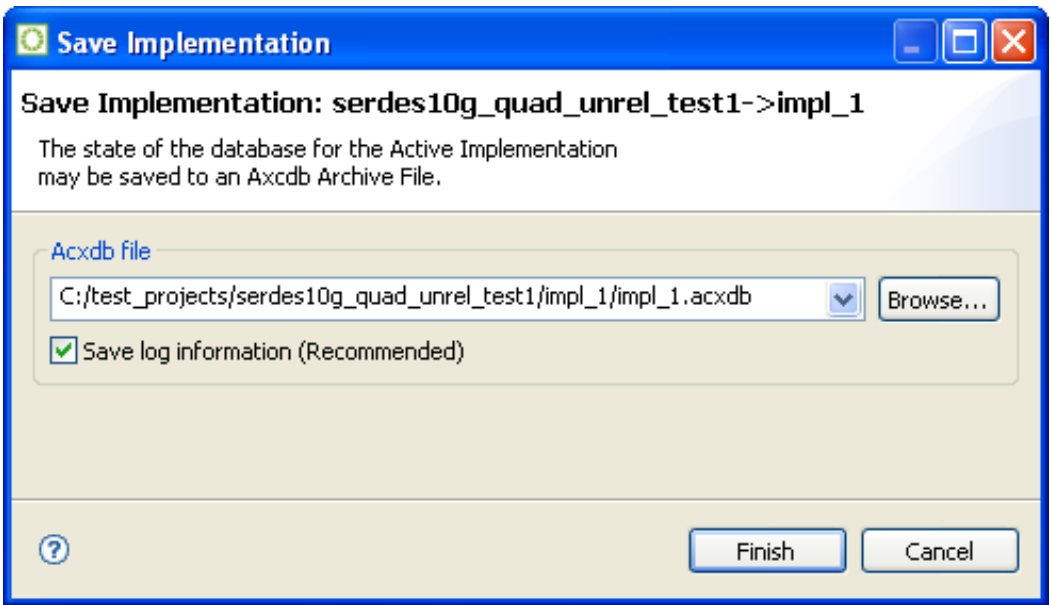 Save Implementation
Save Implementation: serdes10g_quad_unrel_test1->impl_1
The state of the database for the Active Implementation
may be saved to an Axcdb Archive File.
Acxdb file
C:/test_projects/serdes10g_quad_unrel_test1/impl_1/impl_1.acxdb
Browse...
Save log information (Recommended)
?
Finish
Cancel